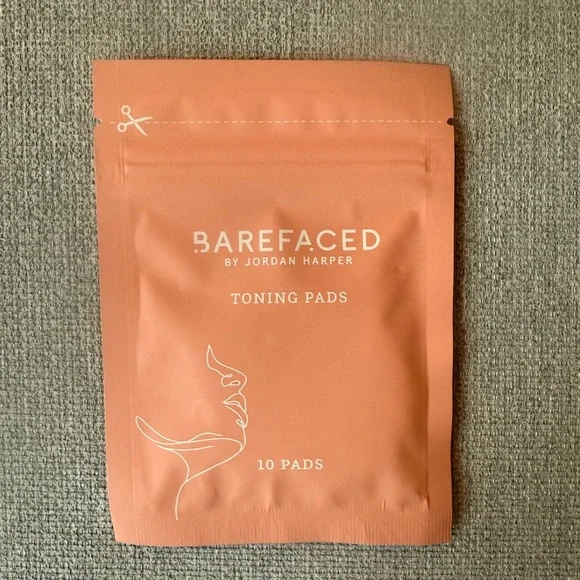 BAREFACED
BY JORDAN HARPER
TONING PADS
10 PADS